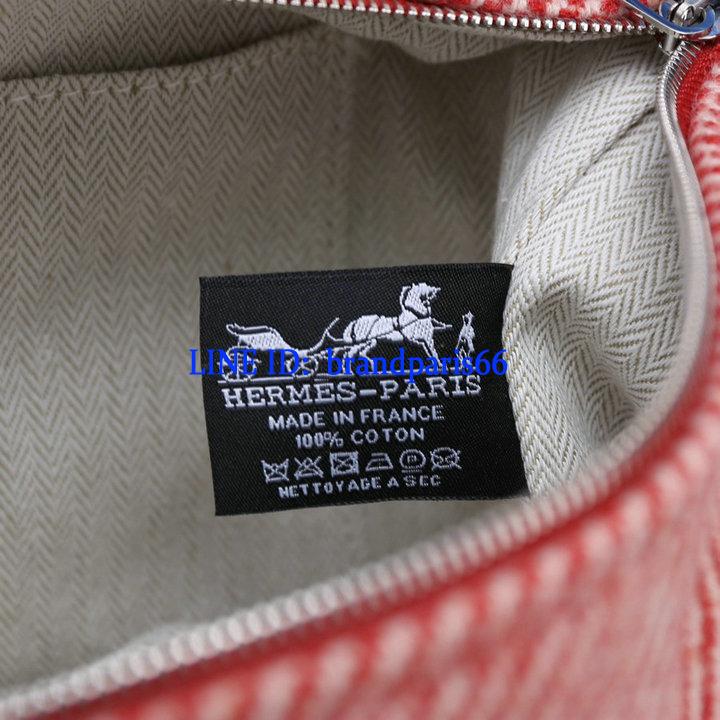 LINE ID: brandparis66
HERMES-PARIS
MADE IN FRANCE
100% COTON
NETTOYAGE A SEC